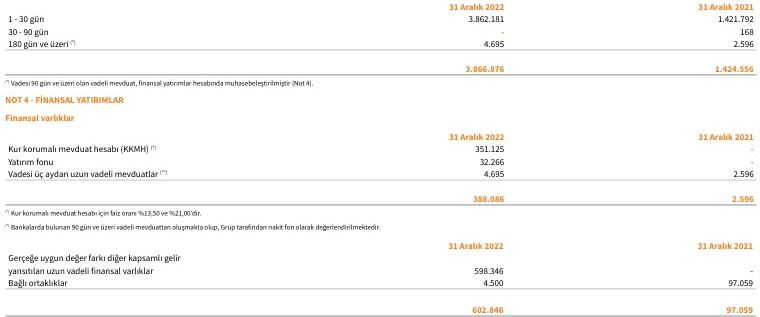 31 Aralık 2022 31 Aralık 2021
1 - 30 gün 3.862.181 1.421.792
30 - 90 gün - 168
180 gün ve üzeri (*) 4.695 2.596
3.866.876 1.424.556
(*) Vadesi 90 gün ve üzeri olan vadeli mevduat, finansal yatırımlar hesabında muhasebeleştirilmiştir (Not 4).
NOT 4 - FİNANSAL YATIRIMLAR
Finansal varlıklar
31 Aralık 2022 31 Aralık 2021
Kur korumalı mevduat hesabı (KKMH) (*) 351.125 -
Yatırım fonu 32.266 -
Vadesi üç aydan uzun vadeli mevduatlar (**) 4.695 2.596
388.086 2.596
(*) Kur korumalı mevduat hesabı için faiz oranı %13,50 ve %21,00'dir.
(*) Bankalarda bulunan 90 gün ve üzeri vadeli mevduattan oluşmakta olup, Grup tarafından nakit fon olarak değerlendirilmektedir.
31 Aralık 2022 31 Aralık 2021
Gerçeğe uygun değer farkı diğer kapsamlı gelir
yansıtılan uzun vadeli finansal varlıklar 598.346 -
Bağlı ortaklıklar 4.500 97.059
602.846 97.059